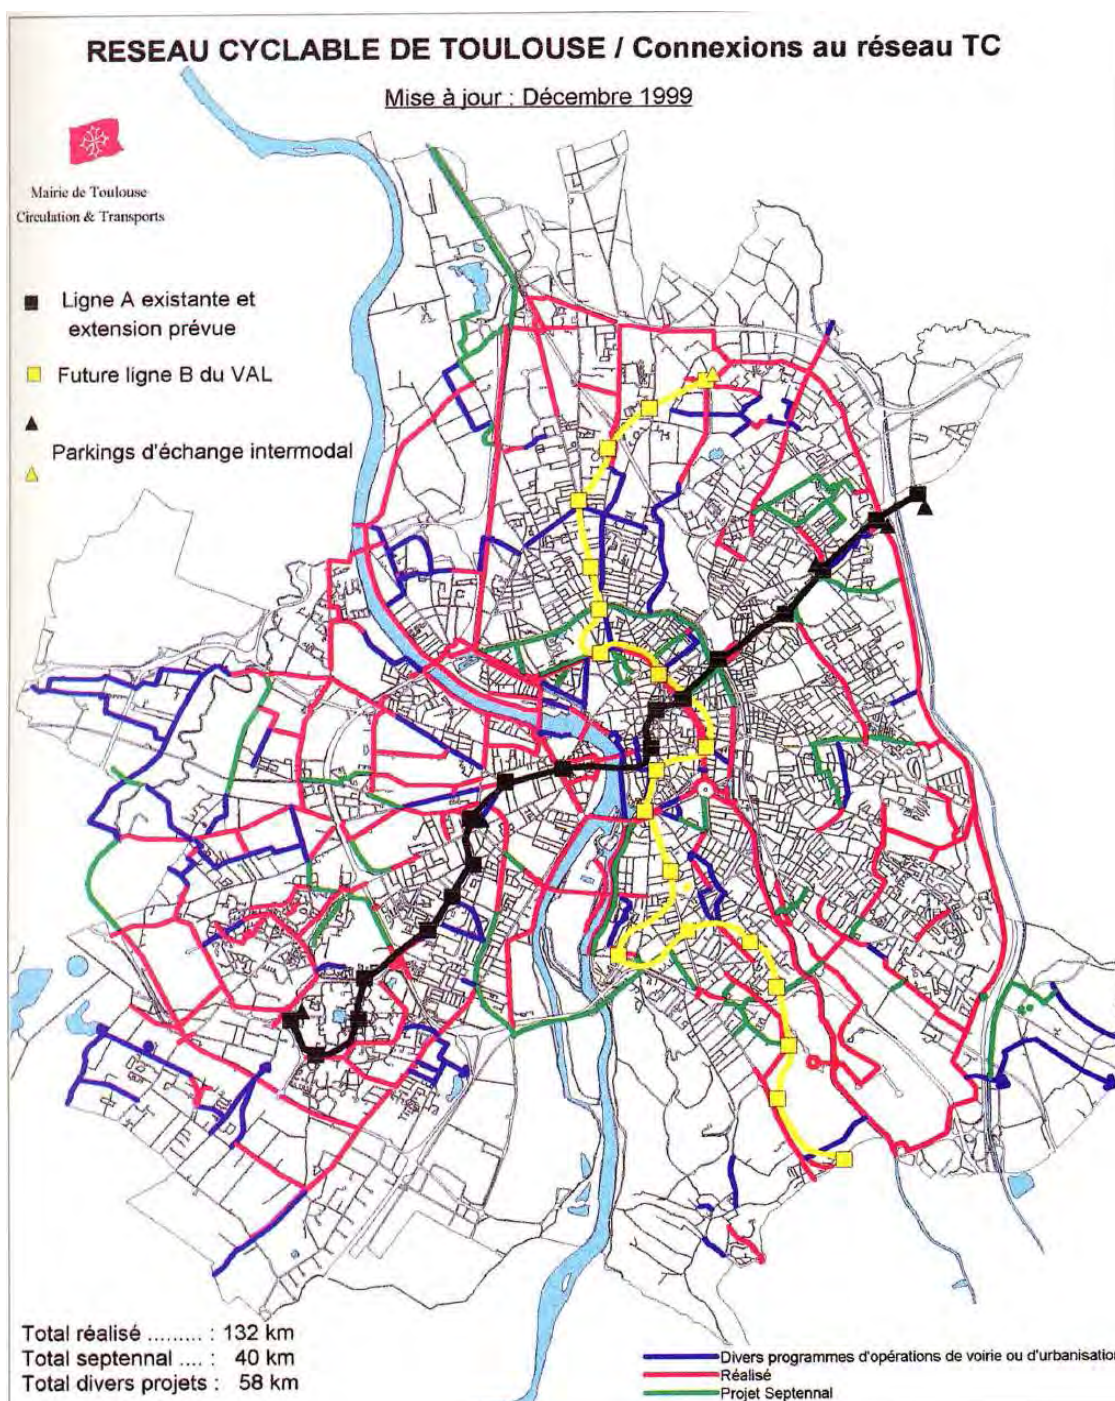 RESEAU CYCLABLE DE TOULOUSE / Connexions au réseau TC
Mise à jour : Décembre 1999
Mairie de Toulouse
Circulation & Transports
Ligne A existante et
extension prévue
Future ligne B du VAL
Parkings d'échange intermodal
Total réalisé ......... : 132 km
Total septennal .... : 40 km
Total divers projets : 58 km
Divers programmes d'opérations de voirie ou d'urbanisation
Réalisé
Projet Septennal